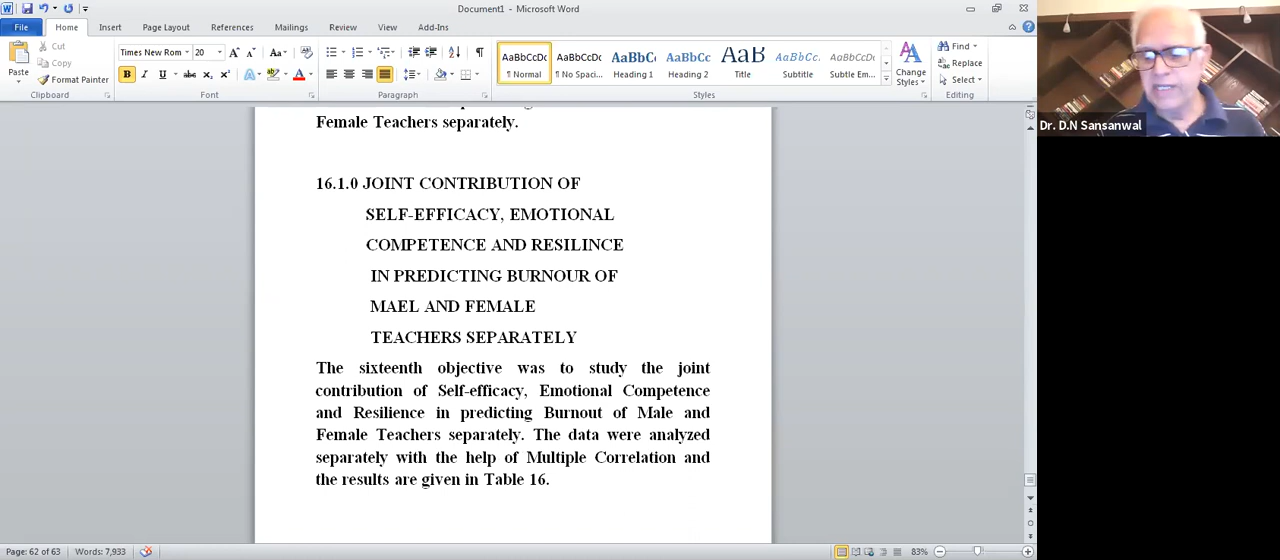 Document1 - Microsoft Word
File Home Insert Page Layout References Mailings Review View Add-Ins
Paste Cut Copy Format Painter Clipboard
Times New Rom 20 Font
Paragraph
AaBbCcDc ¶ Normal AaBbCcDc ¶ No Spaci... AaBbC Heading 1 AaBbCc Heading 2 AaB Title AaBbCc. Subtitle AaBbCcDc Subtle Em... Change Styles Styles
Find Replace Select Editing
Dr. D.N Sansanwal
Female Teachers separately.
16.1.0 JOINT CONTRIBUTION OF
SELF-EFFICACY, EMOTIONAL
COMPETENCE AND RESILINCE
IN PREDICTING BURNOUR OF
MAEL AND FEMALE
TEACHERS SEPARATELY
The sixteenth objective was to study the joint
contribution of Self-efficacy, Emotional Competence
and Resilience in predicting Burnout of Male and
Female Teachers separately. The data were analyzed
separately with the help of Multiple Correlation and
the results are given in Table 16.
Page: 62 of 63 Words: 7,933 83%